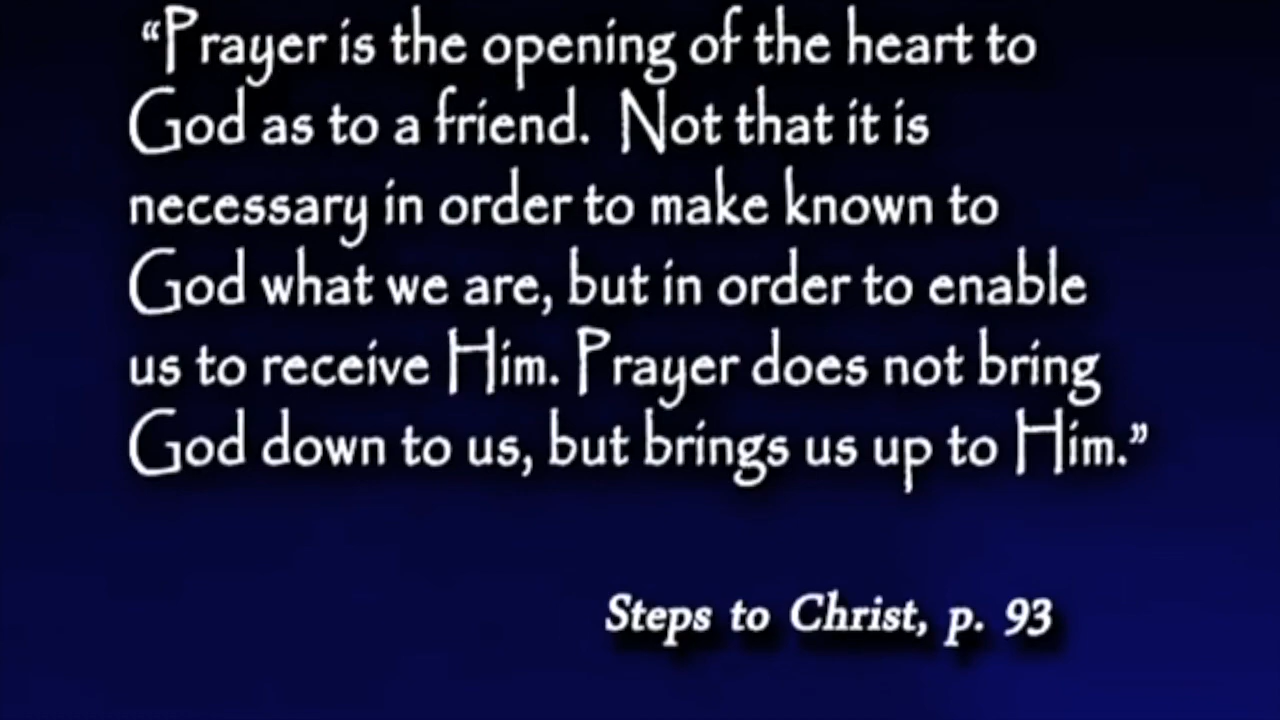 “Prayer is the opening of the heart to
God as to a friend.  Not that it is
necessary in order to make known to
God what we are, but in order to enable
us to receive Him. Prayer does not bring
God down to us, but brings us up to Him.”
Steps to Christ, p. 93